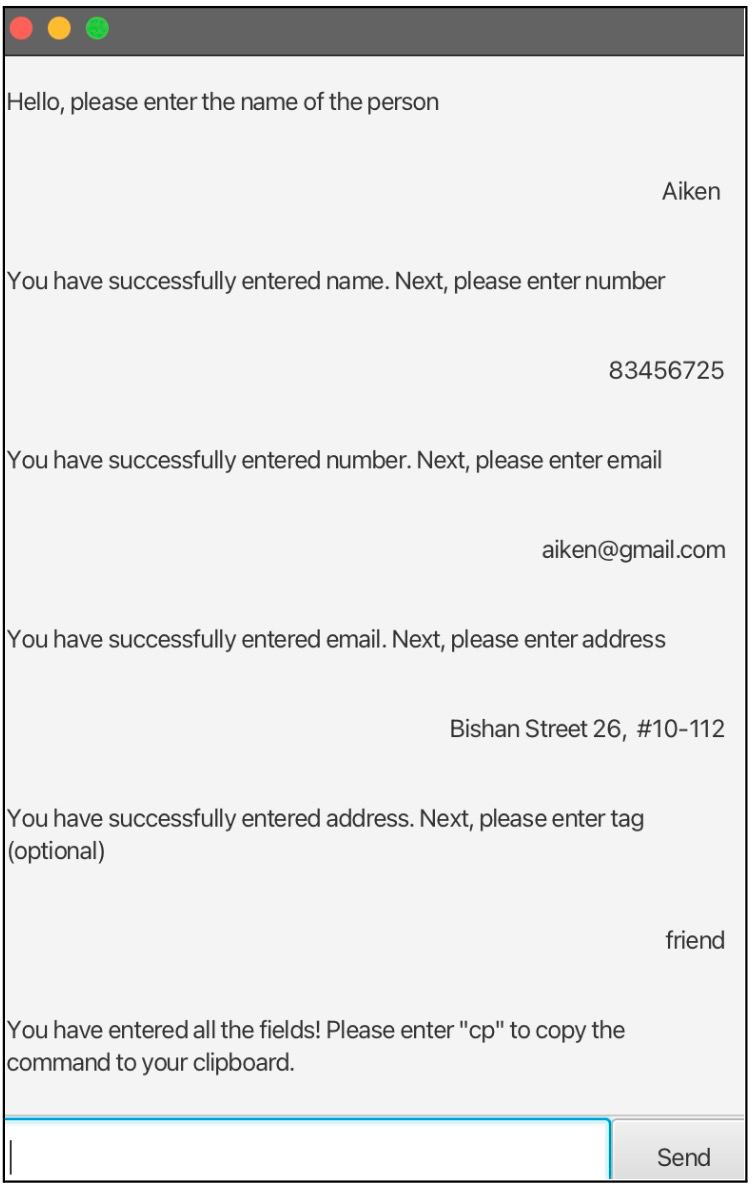 Hello, please enter the name of the person
Aiken
You have successfully entered name. Next, please enter number
83456725
You have successfully entered number. Next, please enter email
aiken@gmail.com
You have successfully entered email. Next, please enter address
Bishan Street 26, #10-112
You have successfully entered address. Next, please enter tag
(optional)
friend
You have entered all the fields! Please enter "cp" to copy the
command to your clipboard.
Send